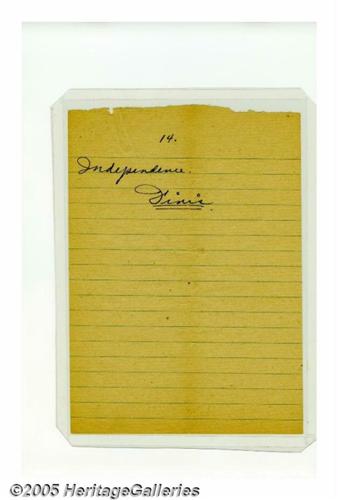 14.
Independence.
Finis
©2005 HeritageGalleries